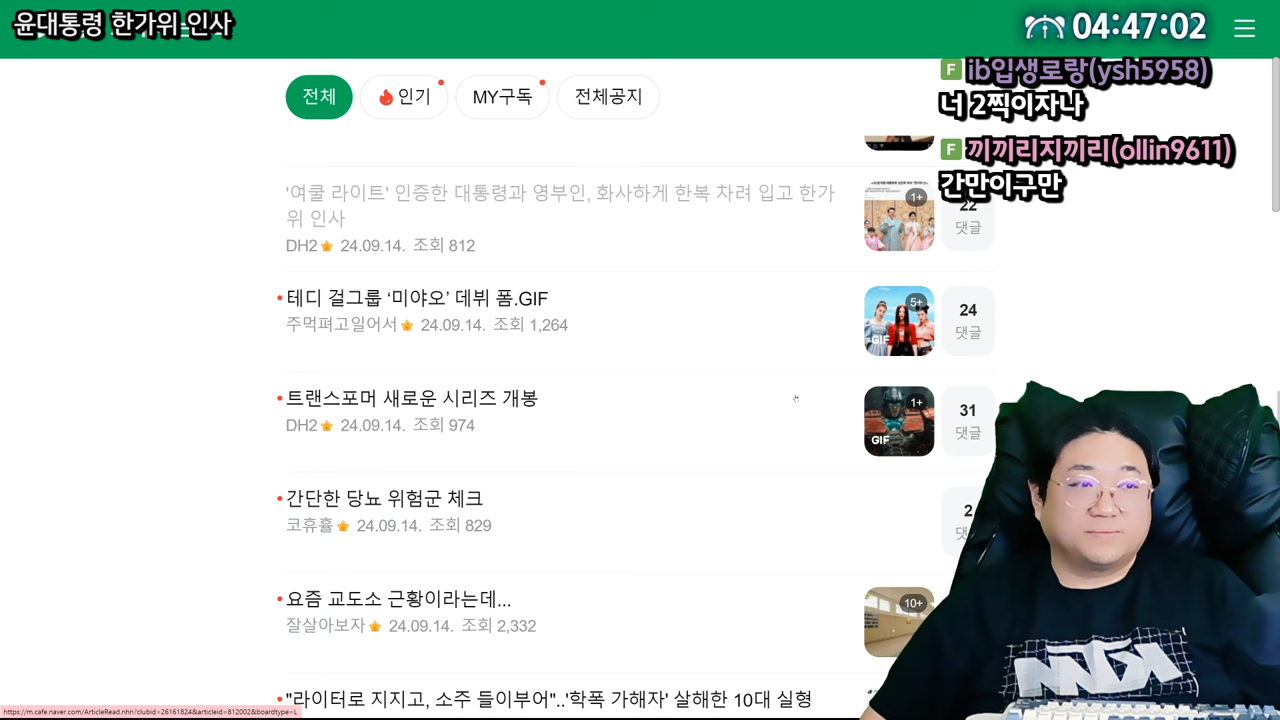 윤대통령 한가위 인사
04:47:02
전체
인기
MY구독
전체공지
ib입생로랑(ysh5958)
너 2찍이자나
끼끼리지끼리(ollin9611)
간만이구만
'여쿨 라이트' 인증한 대통령과 영부인, 화사하게 한복 차려 입고 한가
위 인사
DH2 24.09.14. 조회 812
1+
22
댓글
테디 걸그룹 ‘미야오’ 데뷔 폼.GIF
주먹펴고일어서 24.09.14. 조회 1,264
5+
GIF
24
댓글
트랜스포머 새로운 시리즈 개봉
DH2 24.09.14. 조회 974
1+
GIF
31
댓글
간단한 당뇨 위험군 체크
코휴휼 24.09.14. 조회 829
요즘 교도소 근황이라는데...
잘살아보자 24.09.14. 조회 2,332
10+
"라이터로 지지고, 소주 들이부어"..'학폭 가해자' 살해한 10대 실형
https://m.cafe.naver.com/ArticleRead.nhn?clubid=26161824&articleid=812002&boardtype=L